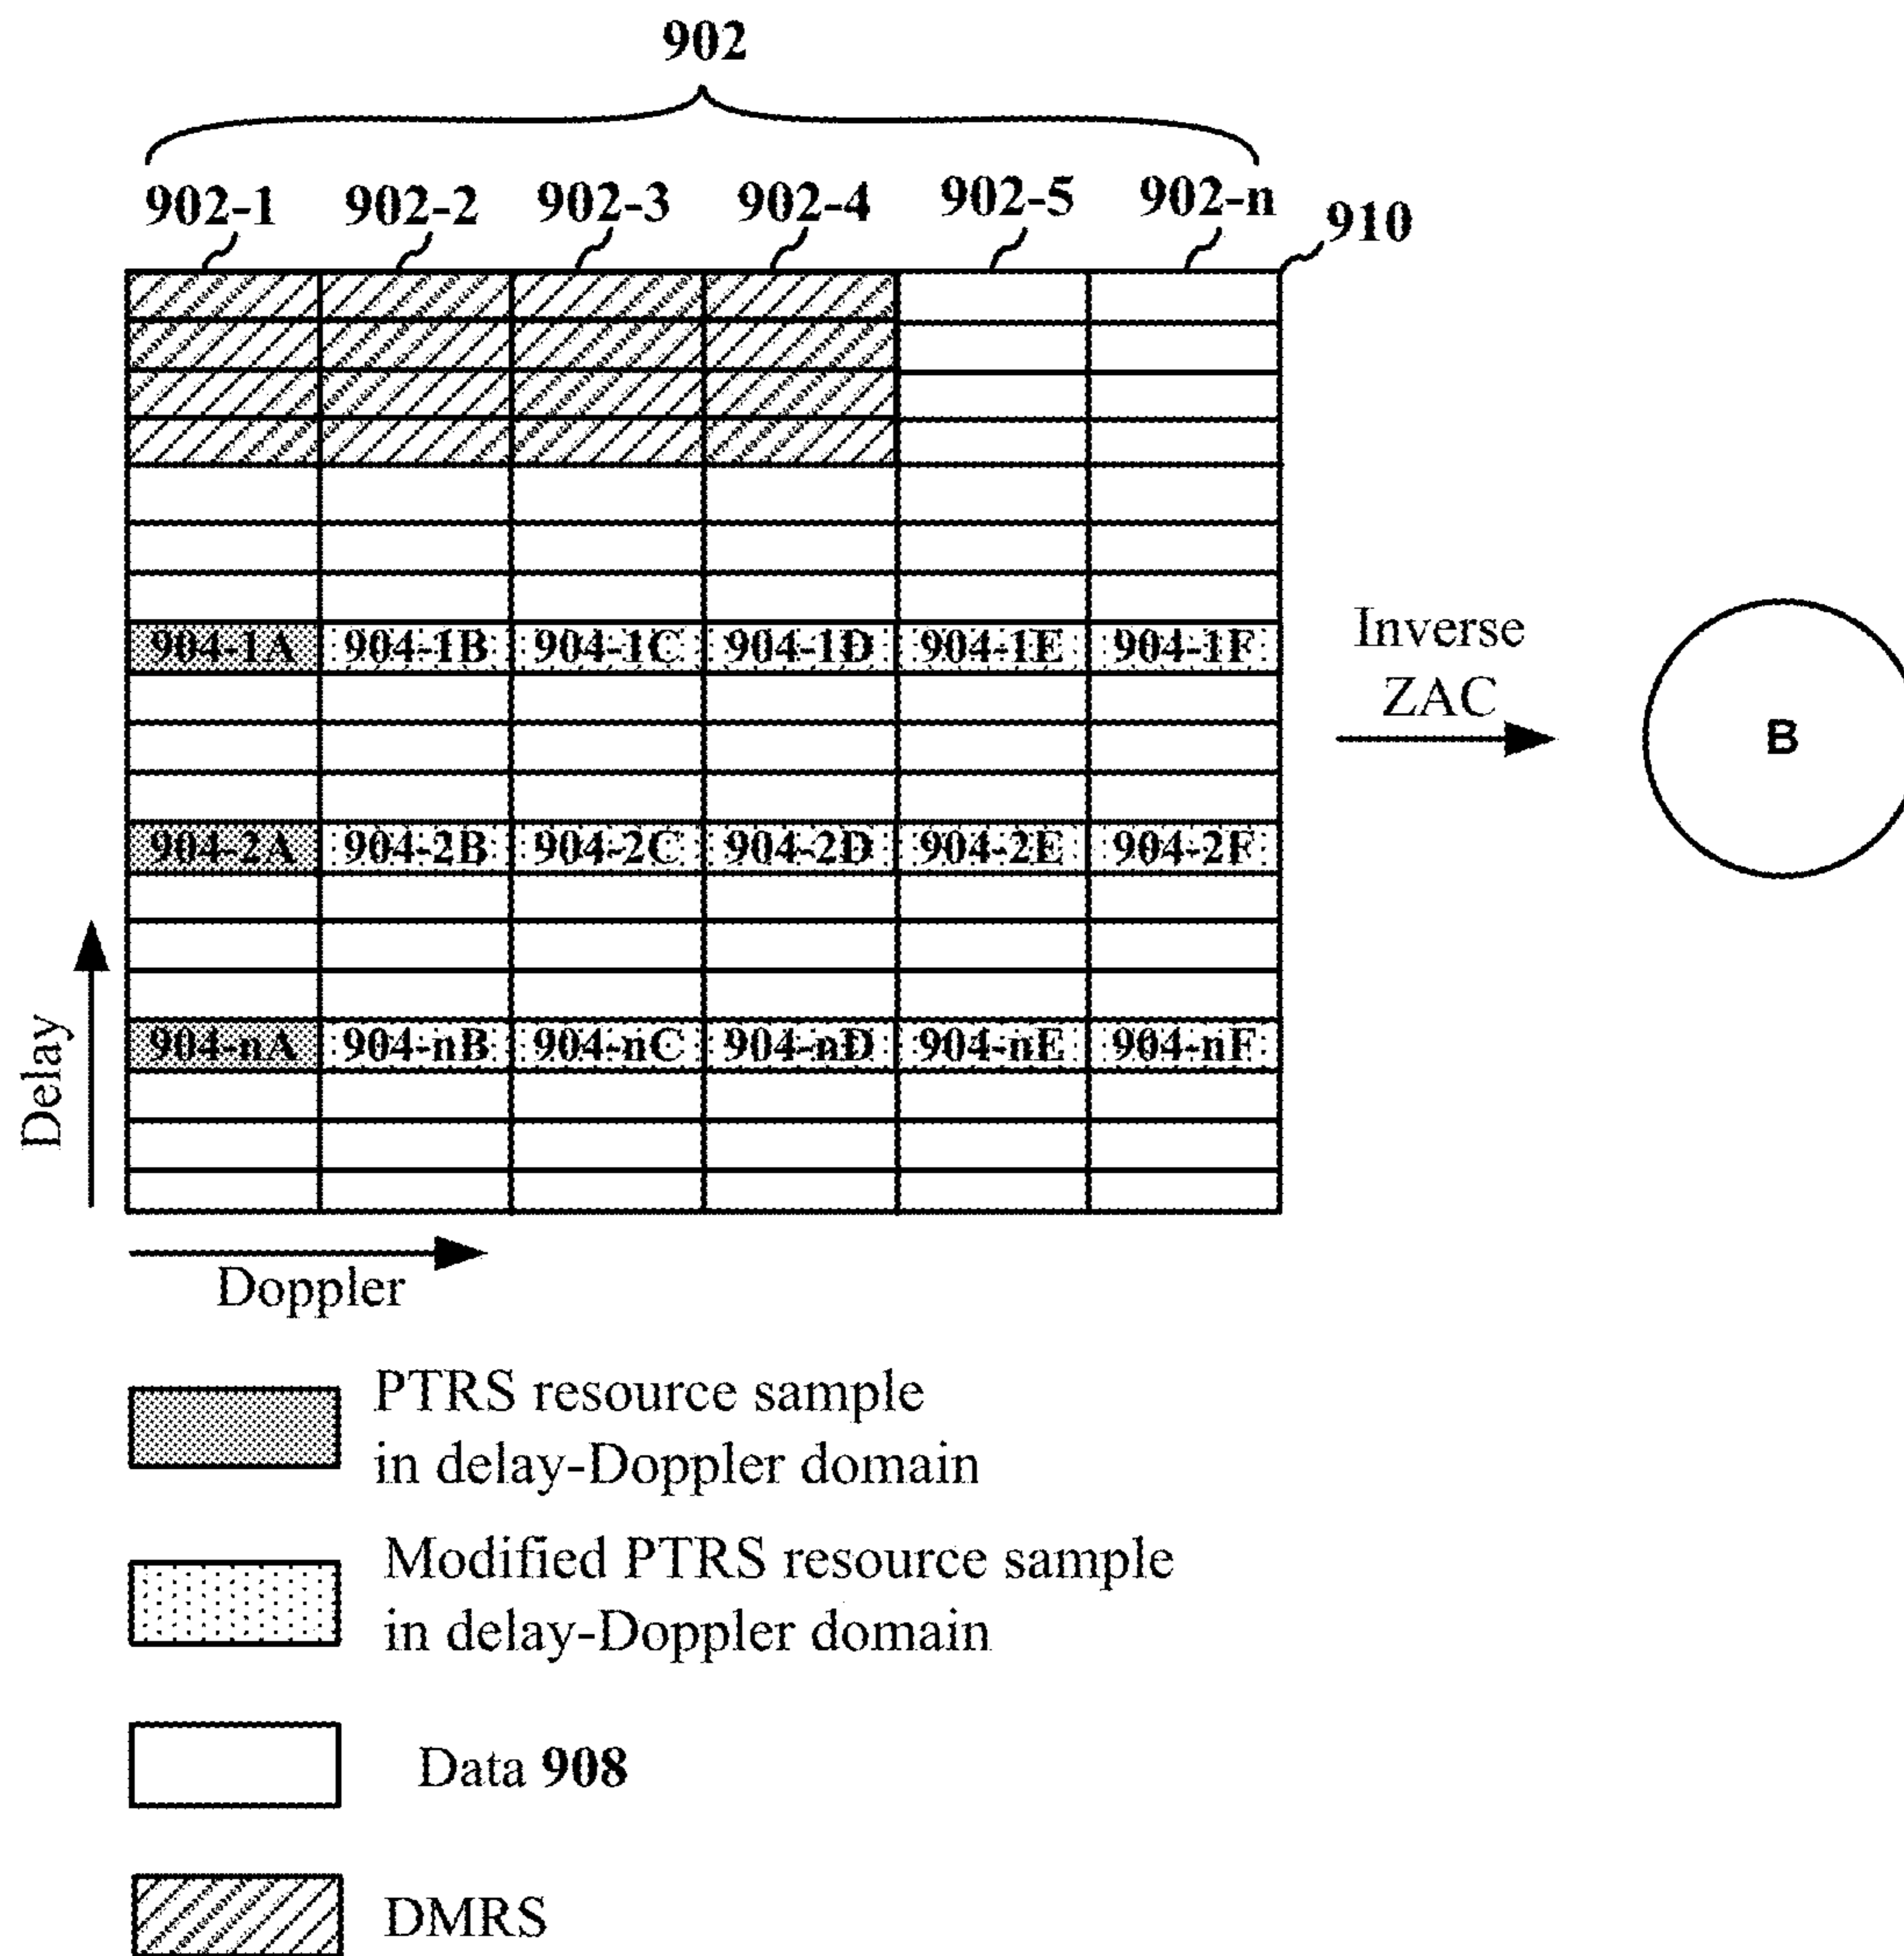 902
902-1 902-2 902-3 902-4 902-5 902-n 910
904-1A 904-1B 904-1C 904-1D 904-1E 904-1F
Inverse
ZAC
B
904-2A 904-2B 904-2C 904-2D 904-2E 904-2F
904-nA 904-nB 904-nC 904-nD 904-nE 904-nF
Delay
Doppler
PTRS resource sample
in delay-Doppler domain
Modified PTRS resource sample
in delay-Doppler domain
Data 908
DMRS